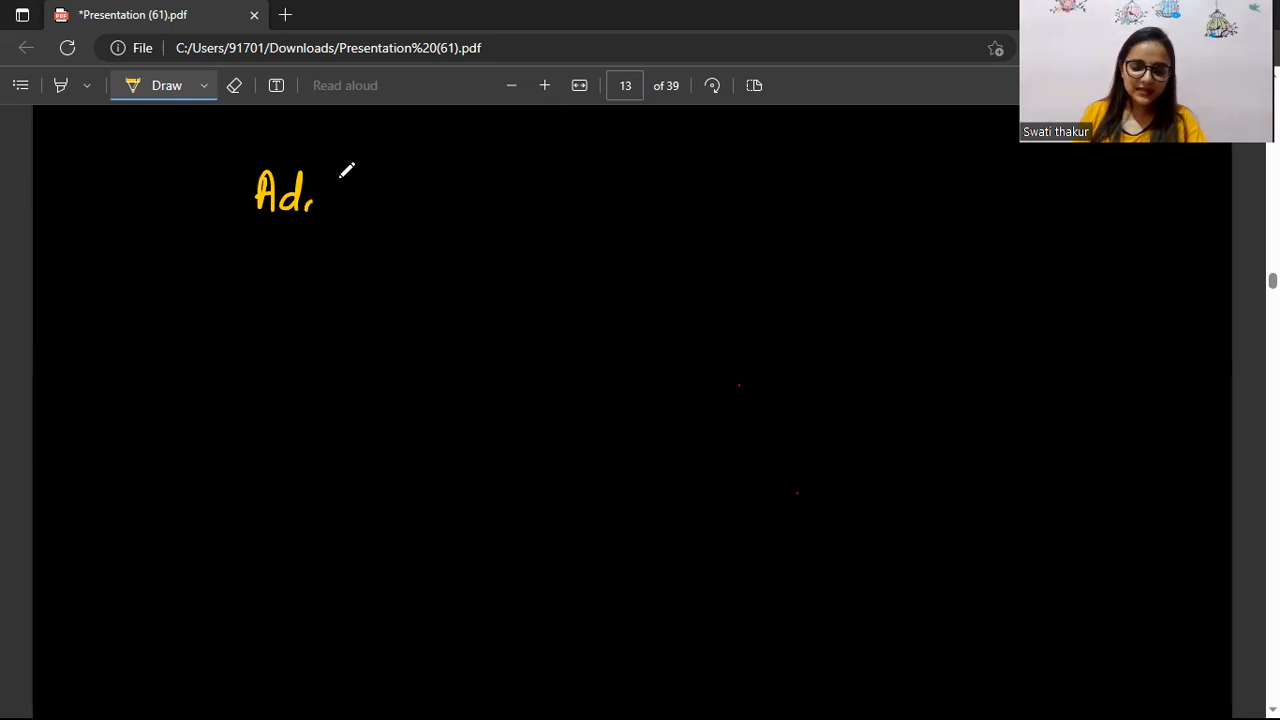 *Presentation (61).pdf
File C:/Users/91701/Downloads/Presentation%20(61).pdf
Draw Read aloud 13 of 39
Swati thakur
Ad